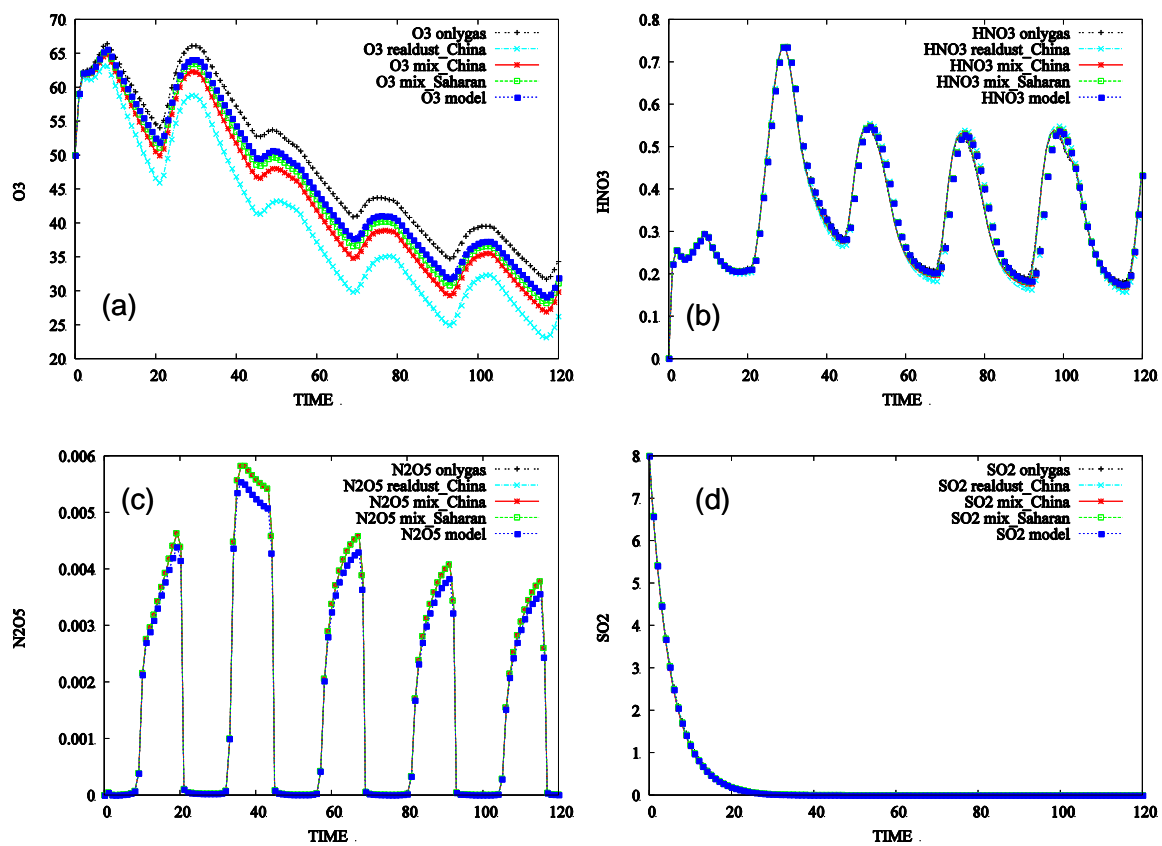 70
65
60
55
50
45
40
35
30
25
20
O3
O3 onlygas
O3 realdust_China
O3 mix_China
O3 mix_Saharan
O3 model
(a)
0 20 40 60 80 100 120
TIME
0.8
0.7
0.6
0.5
0.4
0.3
0.2
0.1
0
HNO3
HNO3 onlygas
HNO3 realdust_China
HNO3 mix_China
HNO3 mix_Saharan
HNO3 model
(b)
0 20 40 60 80 100 120
TIME
0.006
0.005
0.004
0.003
0.002
0.001
0
N2O5
(c)
N2O5 onlygas
N2O5 realdust_China
N2O5 mix_China
N2O5 mix_Saharan
N2O5 model
0 20 40 60 80 100 120
TIME
8
7
6
5
4
3
2
1
0
SO2
SO2 onlygas
SO2 realdust_China
SO2 mix_China
SO2 mix_Saharan
SO2 model
(d)
0 20 40 60 80 100 120
TIME